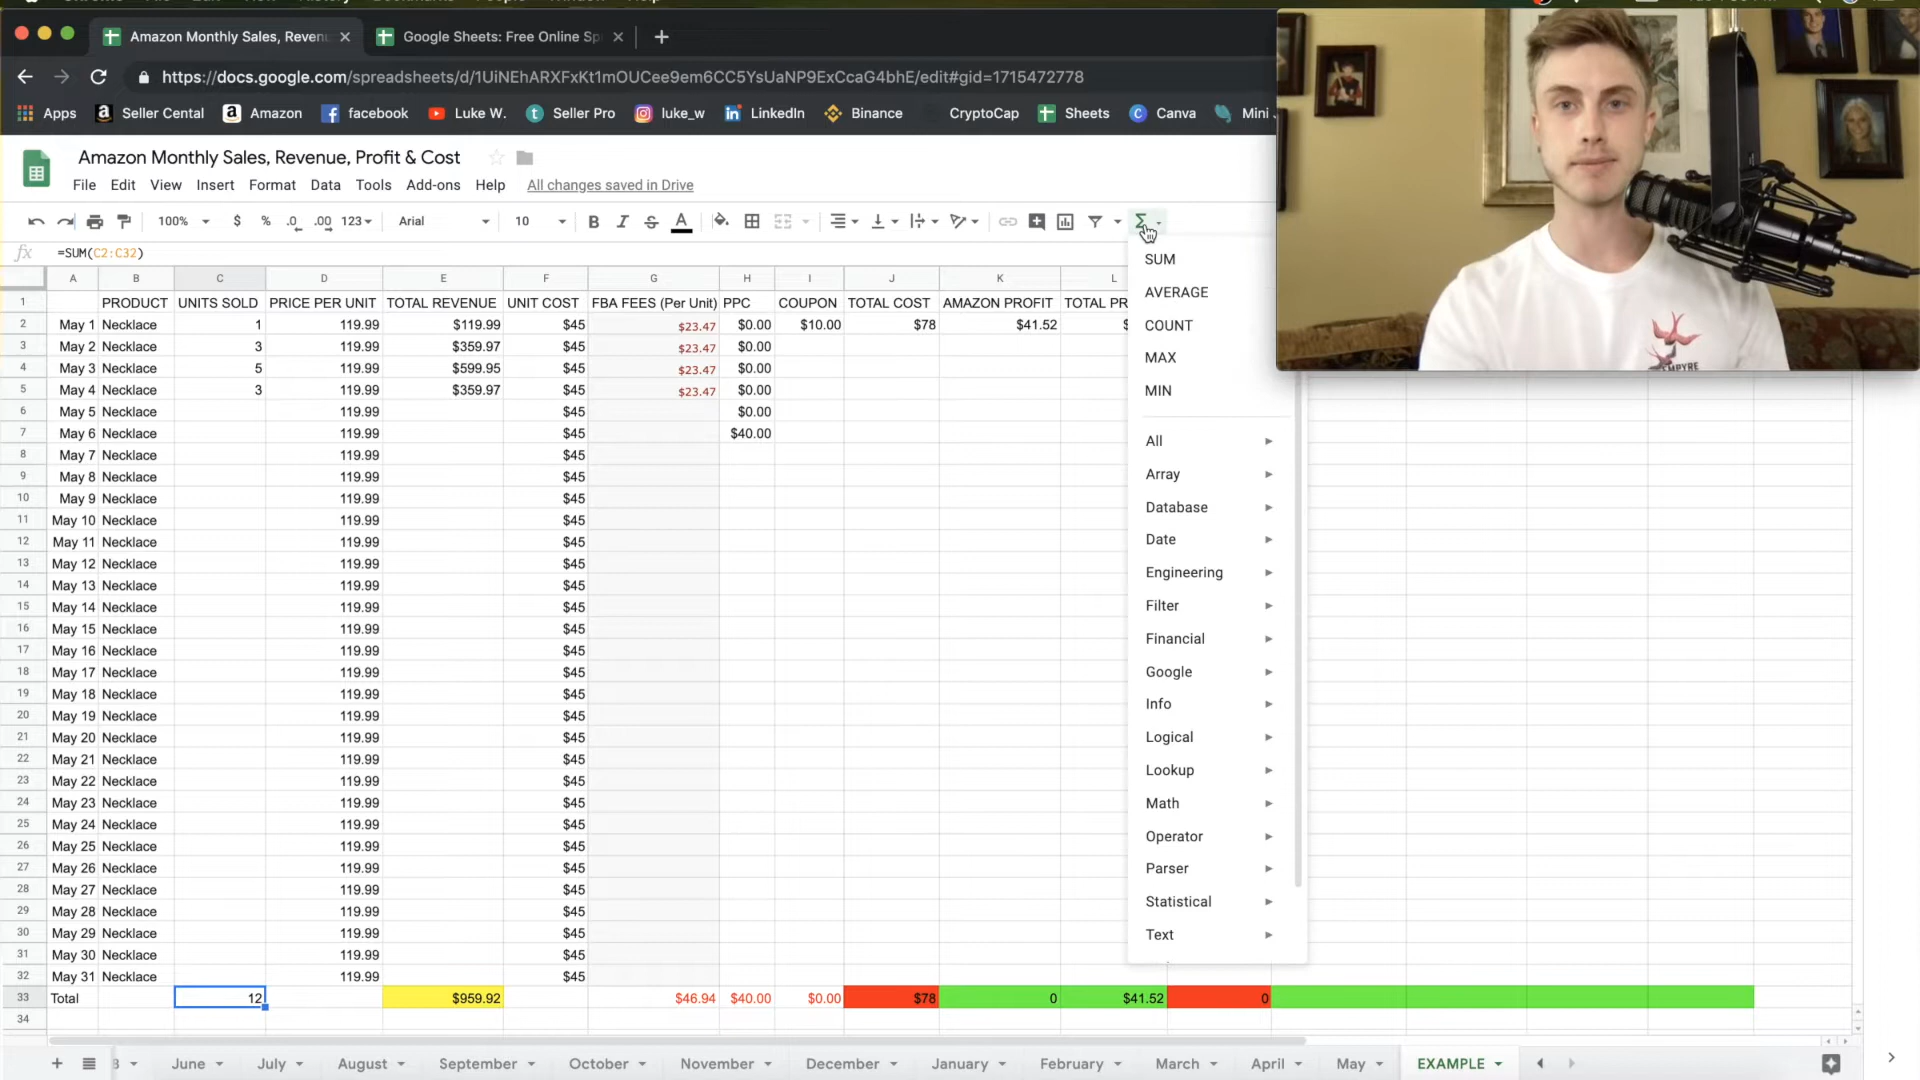 Amazon Monthly Sales, Reven
Google Sheets: Free Online Sp
https://docs.google.com/spreadsheets/d/1UiNEhARXFxKt1mOUCee9em6CC5YsUaNP9ExCcaG4bhE/edit#gid=1715472778
Apps Seller Cental Amazon facebook Luke W. Seller Pro luke_w LinkedIn Binance CryptoCap Sheets Canva Mini
Amazon Monthly Sales, Revenue, Profit & Cost
File Edit View Insert Format Data Tools Add-ons Help All changes saved in Drive
100% $ % .0 .00 123 Arial 10 B I S A Σ
fx =SUM(C2:C32)
A B C D E F G H I J K L
1 PRODUCT UNITS SOLD PRICE PER UNIT TOTAL REVENUE UNIT COST FBA FEES (Per Unit) PPC COUPON TOTAL COST AMAZON PROFIT TOTAL PR
2 May 1 Necklace 1 119.99 $119.99 $45 $23.47 $0.00 $10.00 $78 $41.52
3 May 2 Necklace 3 119.99 $359.97 $45 $23.47 $0.00
4 May 3 Necklace 5 119.99 $599.95 $45 $23.47 $0.00
5 May 4 Necklace 3 119.99 $359.97 $45 $23.47 $0.00
6 May 5 Necklace 119.99 $45 $0.00
7 May 6 Necklace 119.99 $45 $40.00
8 May 7 Necklace 119.99 $45
9 May 8 Necklace 119.99 $45
10 May 9 Necklace 119.99 $45
11 May 10 Necklace 119.99 $45
12 May 11 Necklace 119.99 $45
13 May 12 Necklace 119.99 $45
14 May 13 Necklace 119.99 $45
15 May 14 Necklace 119.99 $45
16 May 15 Necklace 119.99 $45
17 May 16 Necklace 119.99 $45
18 May 17 Necklace 119.99 $45
19 May 18 Necklace 119.99 $45
20 May 19 Necklace 119.99 $45
21 May 20 Necklace 119.99 $45
22 May 21 Necklace 119.99 $45
23 May 22 Necklace 119.99 $45
24 May 23 Necklace 119.99 $45
25 May 24 Necklace 119.99 $45
26 May 25 Necklace 119.99 $45
27 May 26 Necklace 119.99 $45
28 May 27 Necklace 119.99 $45
29 May 28 Necklace 119.99 $45
30 May 29 Necklace 119.99 $45
31 May 30 Necklace 119.99 $45
32 May 31 Necklace 119.99 $45
33 Total 12 $959.92 $46.94 $40.00 $0.00 $78 0 $41.52 0
34
SUM
AVERAGE
COUNT
MAX
MIN
All
Array
Database
Date
Engineering
Filter
Financial
Google
Info
Logical
Lookup
Math
Operator
Parser
Statistical
Text
EMPYRE
June July August September October November December January February March April May EXAMPLE